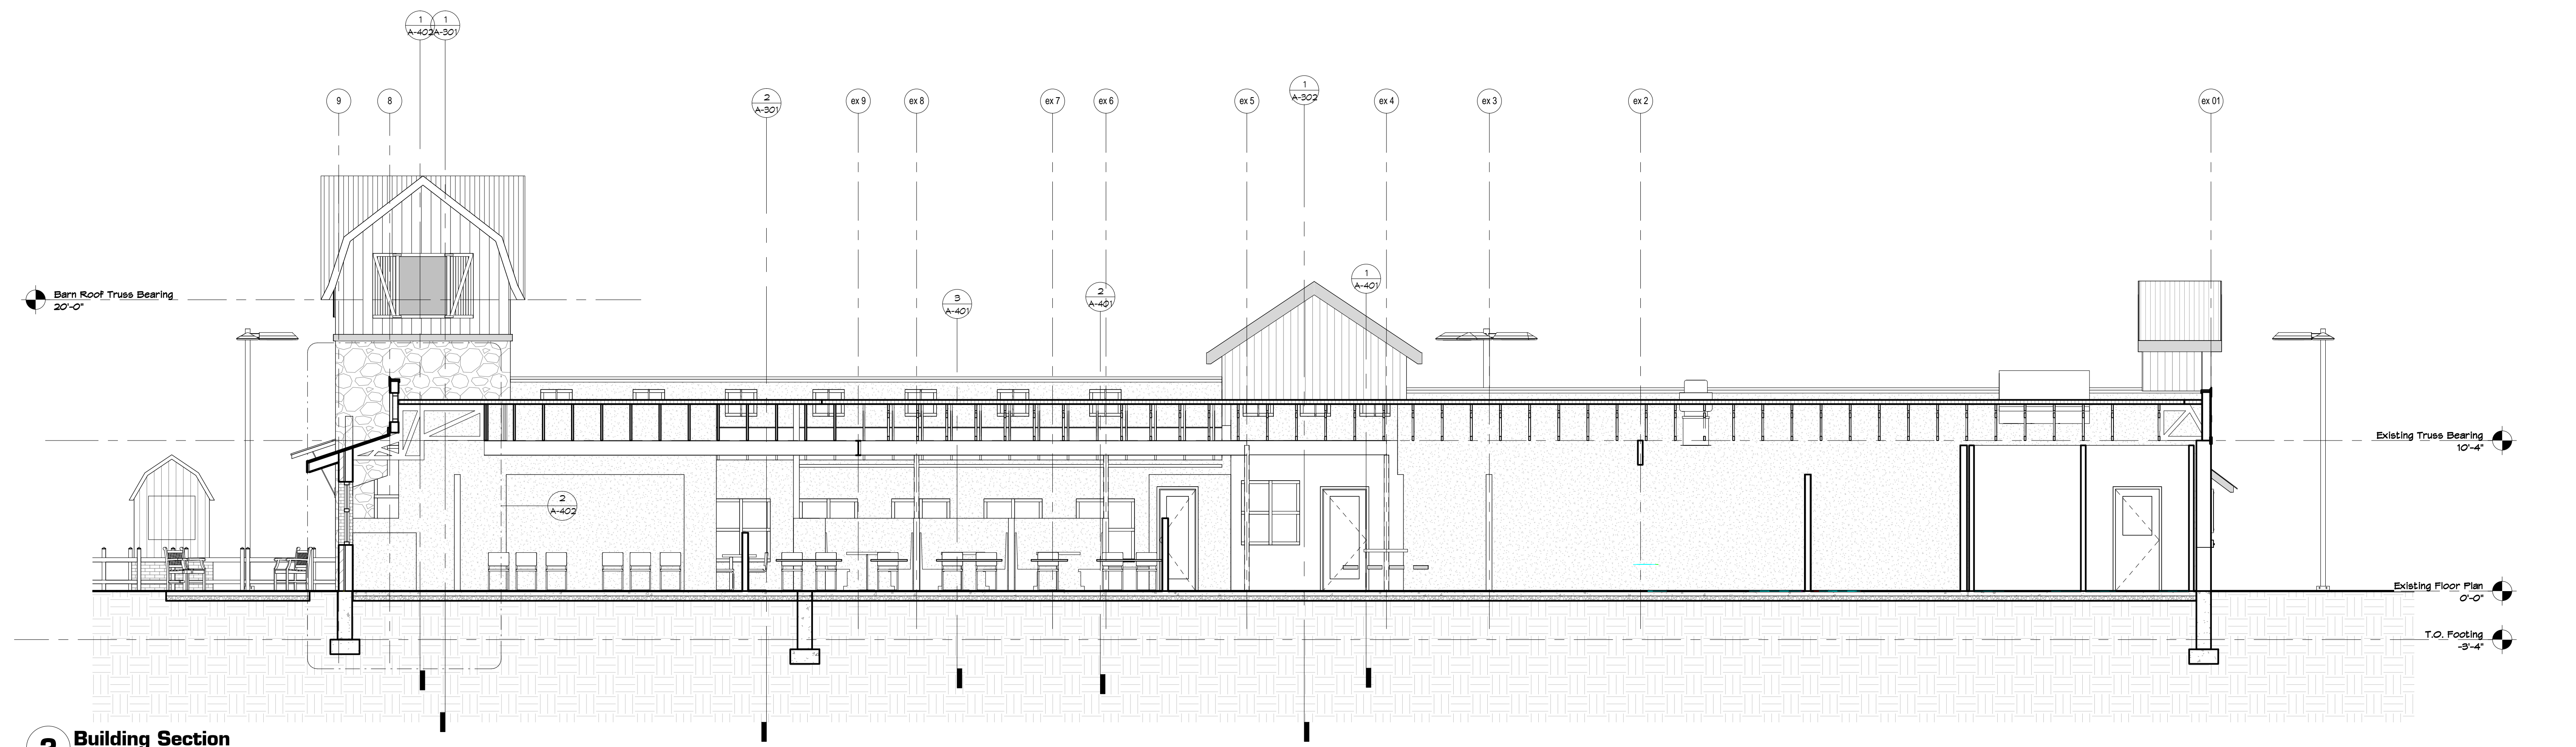 1
A-402
1
A-301
9
8
2
A-301
ex 9
ex 8
ex 7
ex 6
ex 5
1
A-302
ex 4
ex 3
ex 2
ex 01
1
A-401
2
A-401
3
A-401
Barn Roof Truss Bearing
20'-0"
Existing Truss Bearing
10'-4"
2
A-402
Existing Floor Plan
0'-0"
T.O. Footing
-3'-4"
Building Section